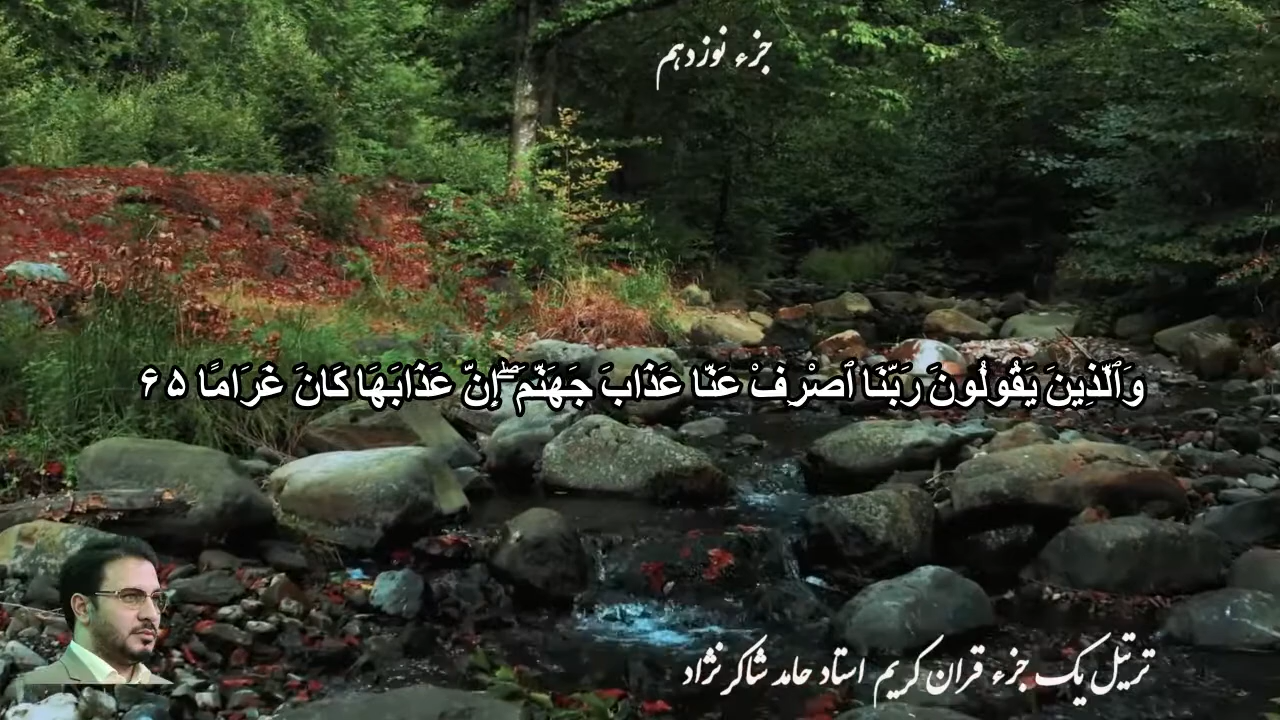 جزء نوزدهم
وَٱلَّذِينَ يَقُولُونَ رَبَّنَا ٱصْرِفْ عَنَّا عَذَابَ جَهَنَّمَ ۖ إِنَّ عَذَابَهَا كَانَ غَرَامًا ۶۵
ترتیل یک جزء قران کریم استاد حامد شاکرنژاد